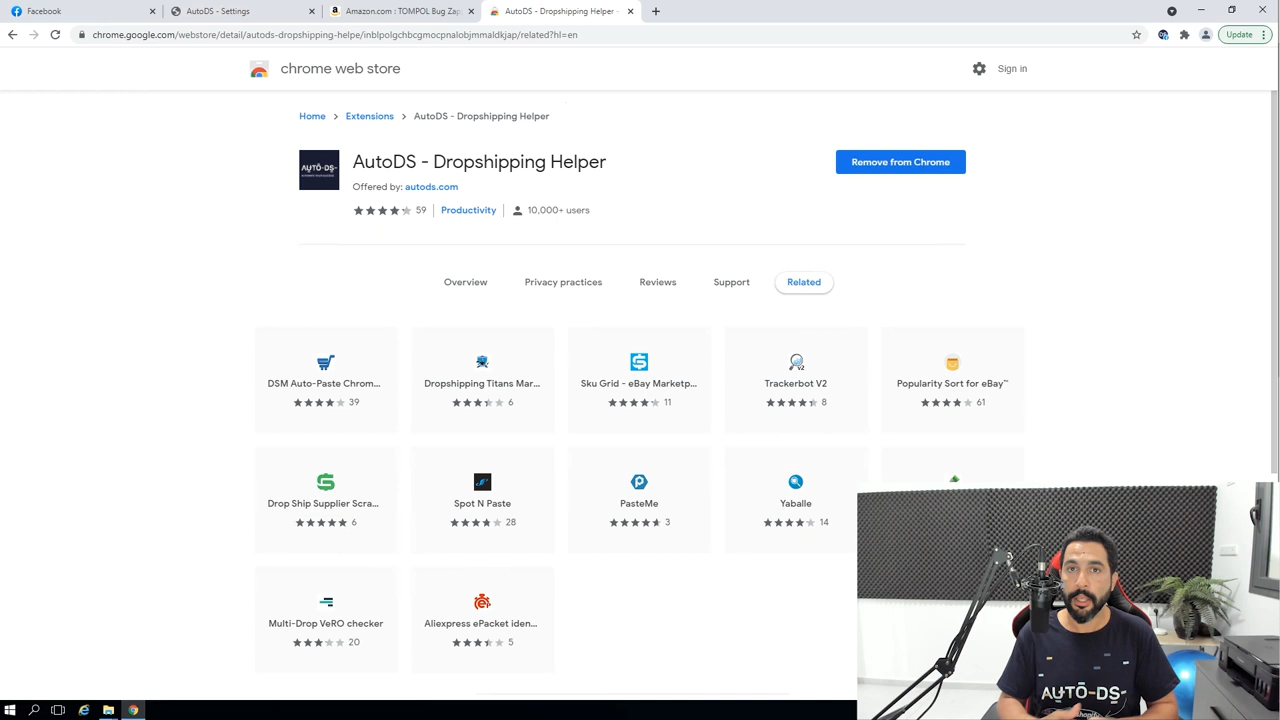 Facebook
AutoDS - Settings
Amazon.com : TOMPOL Bug Zap
AutoDS - Dropshipping Helper -
chrome.google.com/webstore/detail/autods-dropshipping-helpe/inblpolgchbcgmocpnalobjmmaldkjap/related?hl=en
Update
chrome web store
Sign in
Home
Extensions
AutoDS - Dropshipping Helper
AUTO-DS-
AutoDS - Dropshipping Helper
Remove from Chrome
Offered by: autods.com
59
Productivity
10,000+ users
Overview
Privacy practices
Reviews
Support
Related
DSM Auto-Paste Chrom...
Dropshipping Titans Mar...
Sku Grid - eBay Marketp...
Trackerbot V2
Popularity Sort for eBay™
39
6
11
8
61
Drop Ship Supplier Scra...
Spot N Paste
PasteMe
Yaballe
6
28
3
14
Multi-Drop VeRO checker
Aliexpress ePacket iden...
20
5
AUTO-DS-
shopify